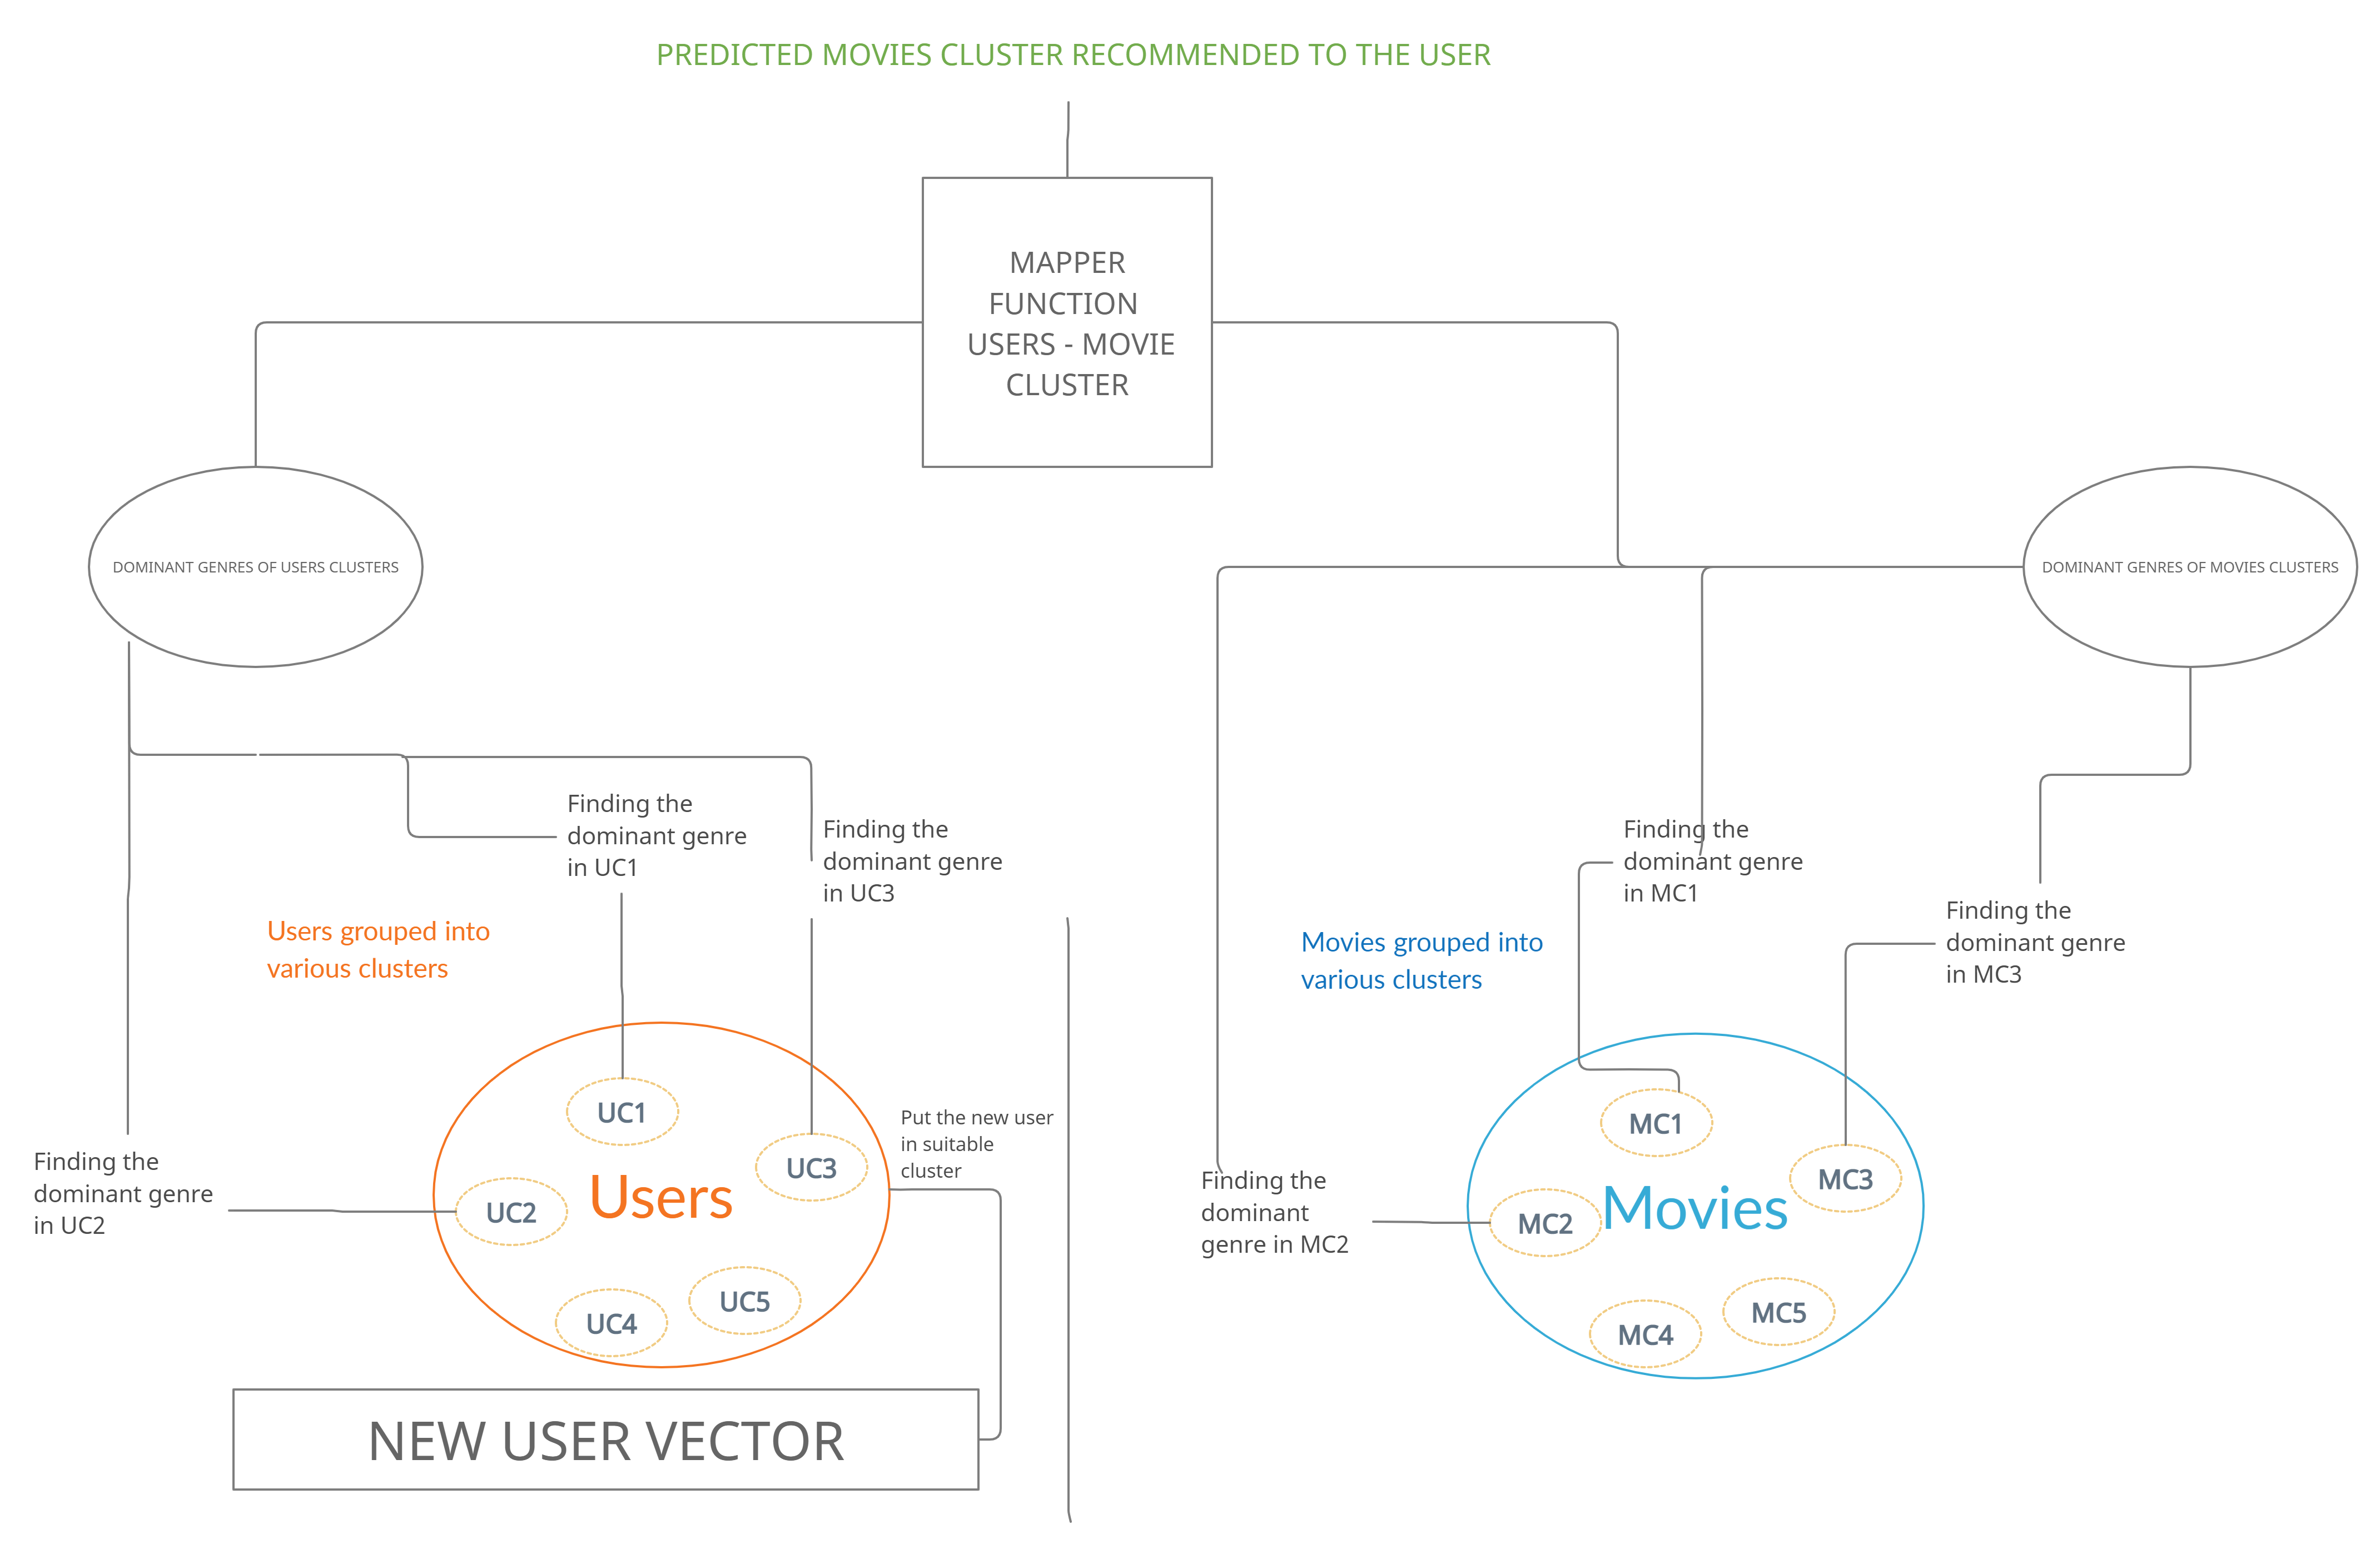 PREDICTED MOVIES CLUSTER RECOMMENDED TO THE USER
MAPPER
FUNCTION
USERS - MOVIE
CLUSTER
DOMINANT GENRES OF USERS CLUSTERS
DOMINANT GENRES OF MOVIES CLUSTERS
Finding the
dominant genre
in UC1
Finding the
dominant genre
in UC3
Finding the
dominant genre
in MC1
Finding the
dominant genre
in MC3
Users grouped into
various clusters
Movies grouped into
various clusters
Finding the
dominant genre
in UC2
UC1
UC3
UC2
Users
UC5
UC4
Put the new user
in suitable
cluster
Finding the
dominant
genre in MC2
MC1
MC3
MC2
Movies
MC5
MC4
NEW USER VECTOR